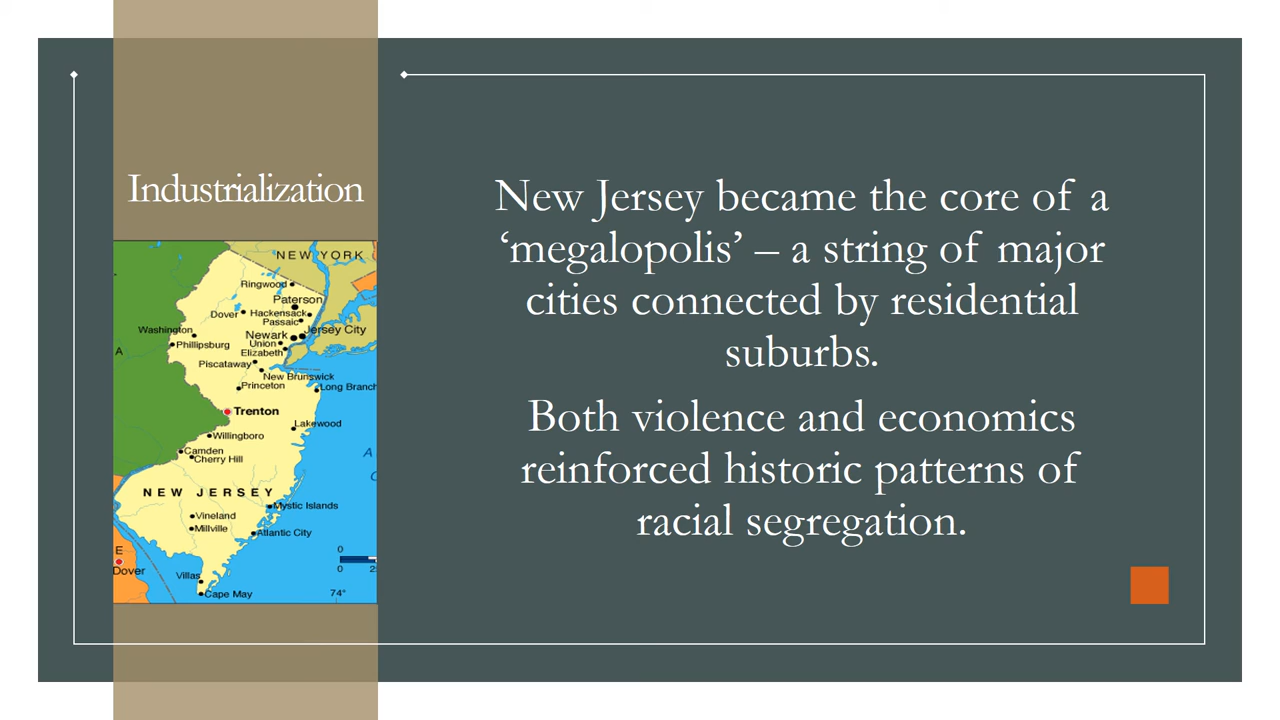 Industrialization
New Jersey became the core of a
‘megalopolis’ – a string of major
cities connected by residential
suburbs.
Both violence and economics
reinforced historic patterns of
racial segregation.
NEW YORK
Ringwood
Paterson
Dover
Hackensack
Passaic
Washington
Jersey City
Newark
Phillipsburg
Union
A
Elizabeth
Piscataway
New Brunswick
Princeton
Long Branch
Trenton
Lakewood
Willingboro
Camden
A
Cherry Hill
C
NEW JERSEY
Mystic Islands
Vineland
Millville
Atlantic City
E
0
Dover
0
2
Villas
Cape May
74°